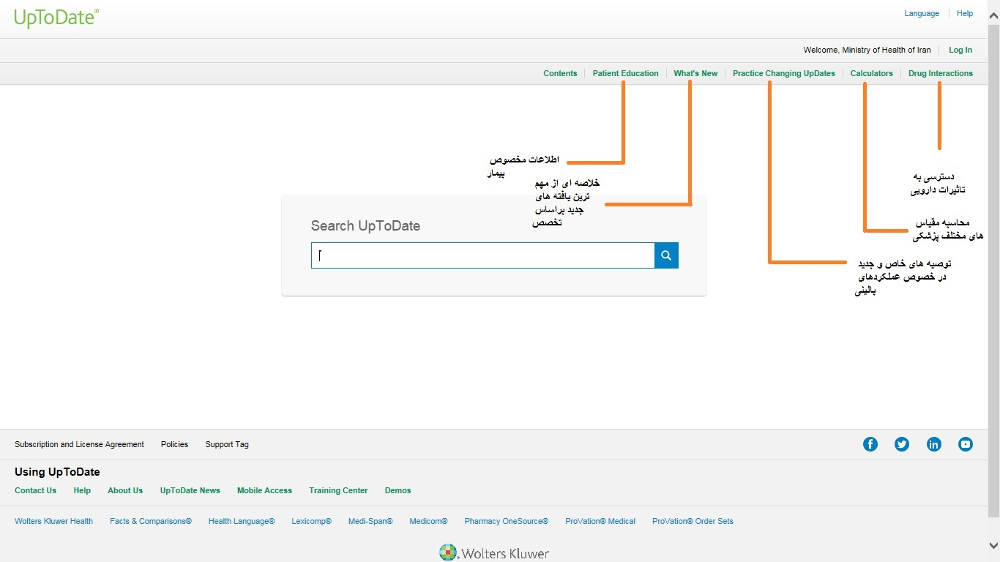 UpToDate®
Language Help
Welcome, Ministry of Health of Iran Log In
Contents Patient Education What's New Practice Changing UpDates Calculators Drug Interactions
اطلاعات مخصوص
بیمار
خلاصه ای از مهم
ترین یافته های
جدید براساس
تخصص
دسترسی به
تاثیرات دارویی
محاسبه مقیاس
های مختلف پزشکی
توصیه های خاص و جدید
در خصوص عملکردهای
بالینی
Search UpToDate
Subscription and License Agreement Policies Support Tag
Using UpToDate
Contact Us Help About Us UpToDate News Mobile Access Training Center Demos
Wolters Kluwer Health Facts & Comparisons® Health Language® Lexicomp® Medi-Span® Medicom® Pharmacy OneSource® ProVation® Medical ProVation® Order Sets
Wolters Kluwer